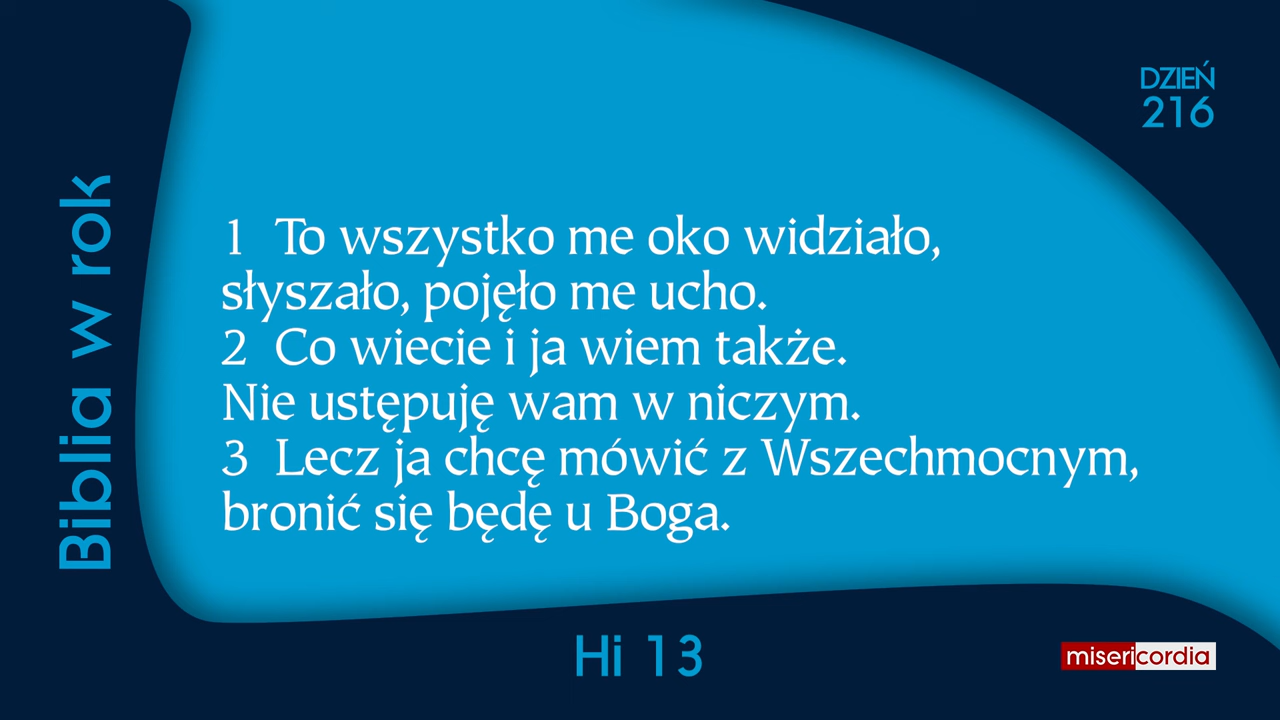 DZIEŃ
216
Biblia w rok
1 To wszystko me oko widziało,
słyszało, pojęło me ucho.
2 Co wiecie i ja wiem także.
Nie ustępuję wam w niczym.
3 Lecz ja chcę mówić z Wszechmocnym,
bronić się będę u Boga.
Hi 13
misericordia